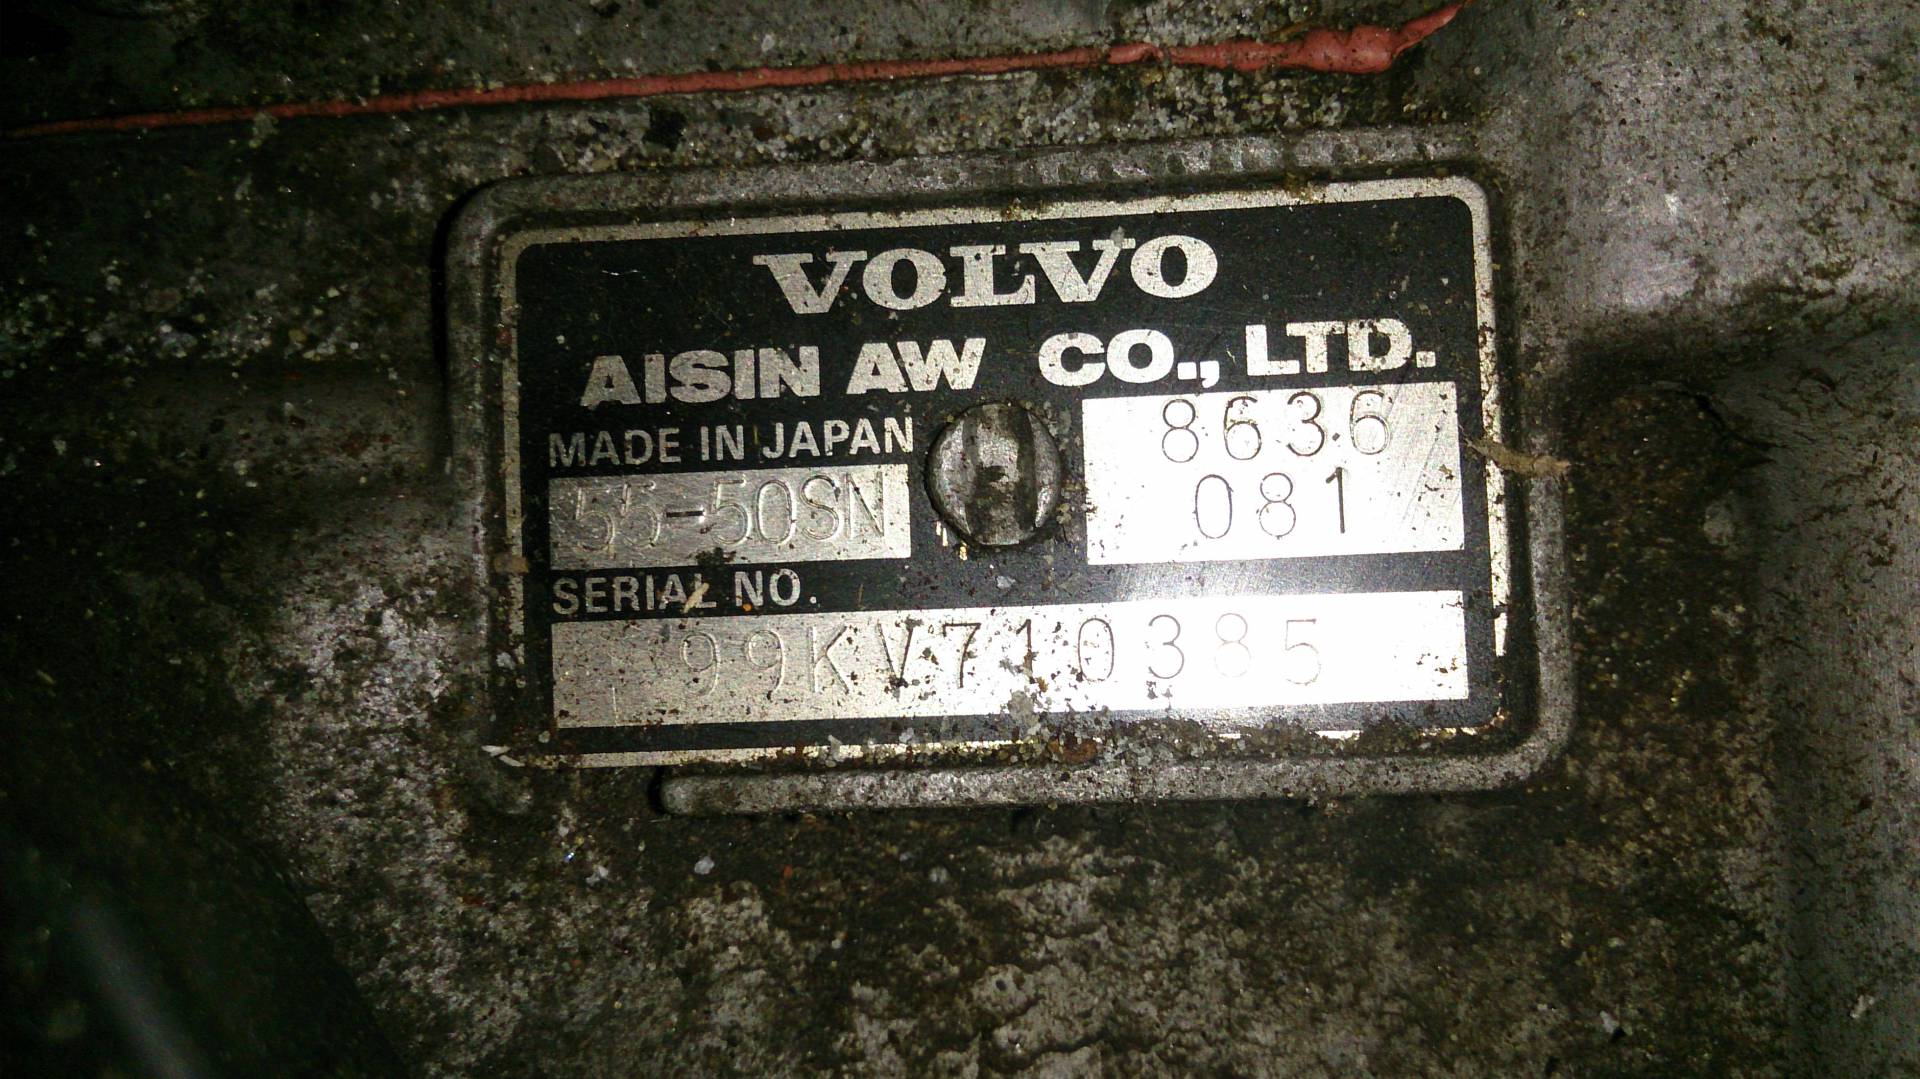 VOLVO
AISIN AW CO., LTD.
MADE IN JAPAN
55-50SN
8636
081
SERIAL NO.
99KV710385